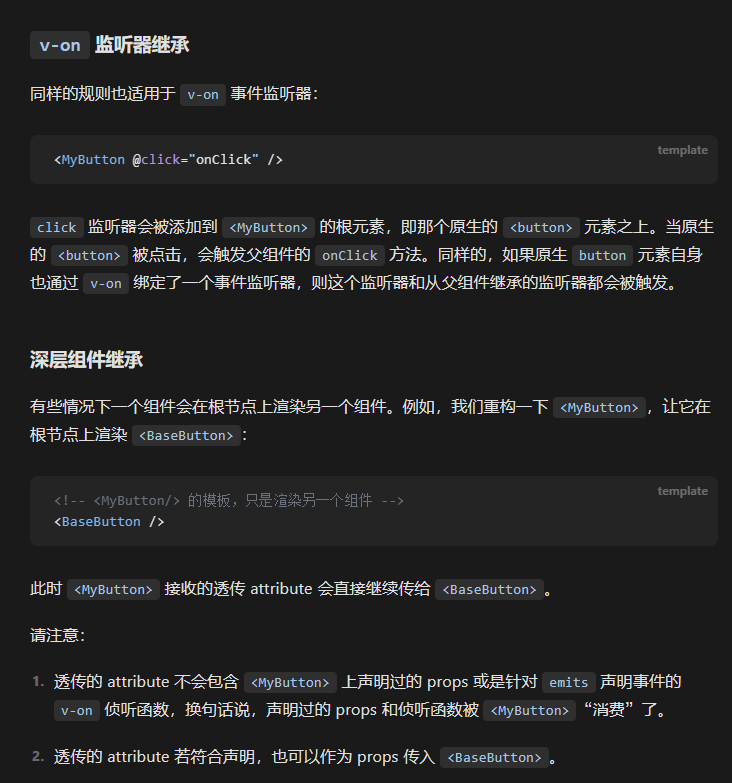 v-on 监听器继承
同样的规则也适用于 v-on 事件监听器：
template
<MyButton @click="onClick" />
click 监听器会被添加到 <MyButton> 的根元素，即那个原生的 <button> 元素之上。当原生
的 <button> 被点击，会触发父组件的 onClick 方法。同样的，如果原生 button 元素自身
也通过 v-on 绑定了一个事件监听器，则这个监听器和从父组件继承的监听器都会被触发。
深层组件继承
有些情况下一个组件会在根节点上渲染另一个组件。例如，我们重构一下 <MyButton>，让它在
根节点上渲染 <BaseButton>：
template
<!-- <MyButton/> 的模板，只是渲染另一个组件 -->
<BaseButton />
此时 <MyButton> 接收的透传 attribute 会直接继续传给 <BaseButton>。
请注意：
1. 透传的 attribute 不会包含 <MyButton> 上声明过的 props 或是针对 emits 声明事件的
v-on 侦听函数，换句话说，声明过的 props 和侦听函数被 <MyButton>“消费”了。
2. 透传的 attribute 若符合声明，也可以作为 props 传入 <BaseButton>。